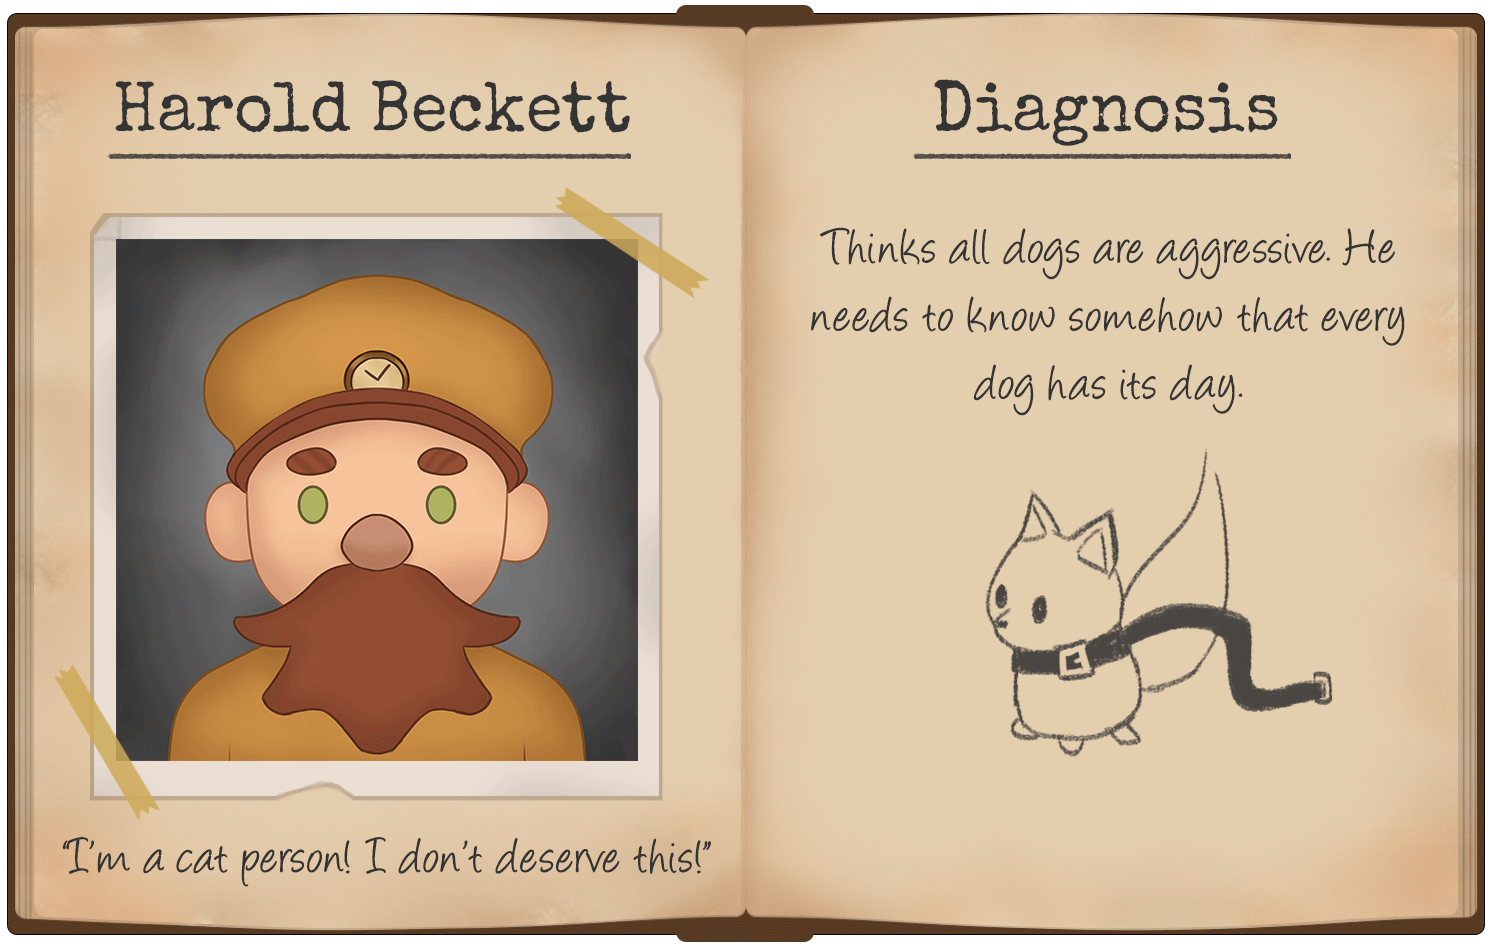 Harold Beckett
"I'm a cat person! I don't deserve this!"
Diagnosis
Thinks all dogs are aggressive. He
needs to know somehow that every
dog has its day.